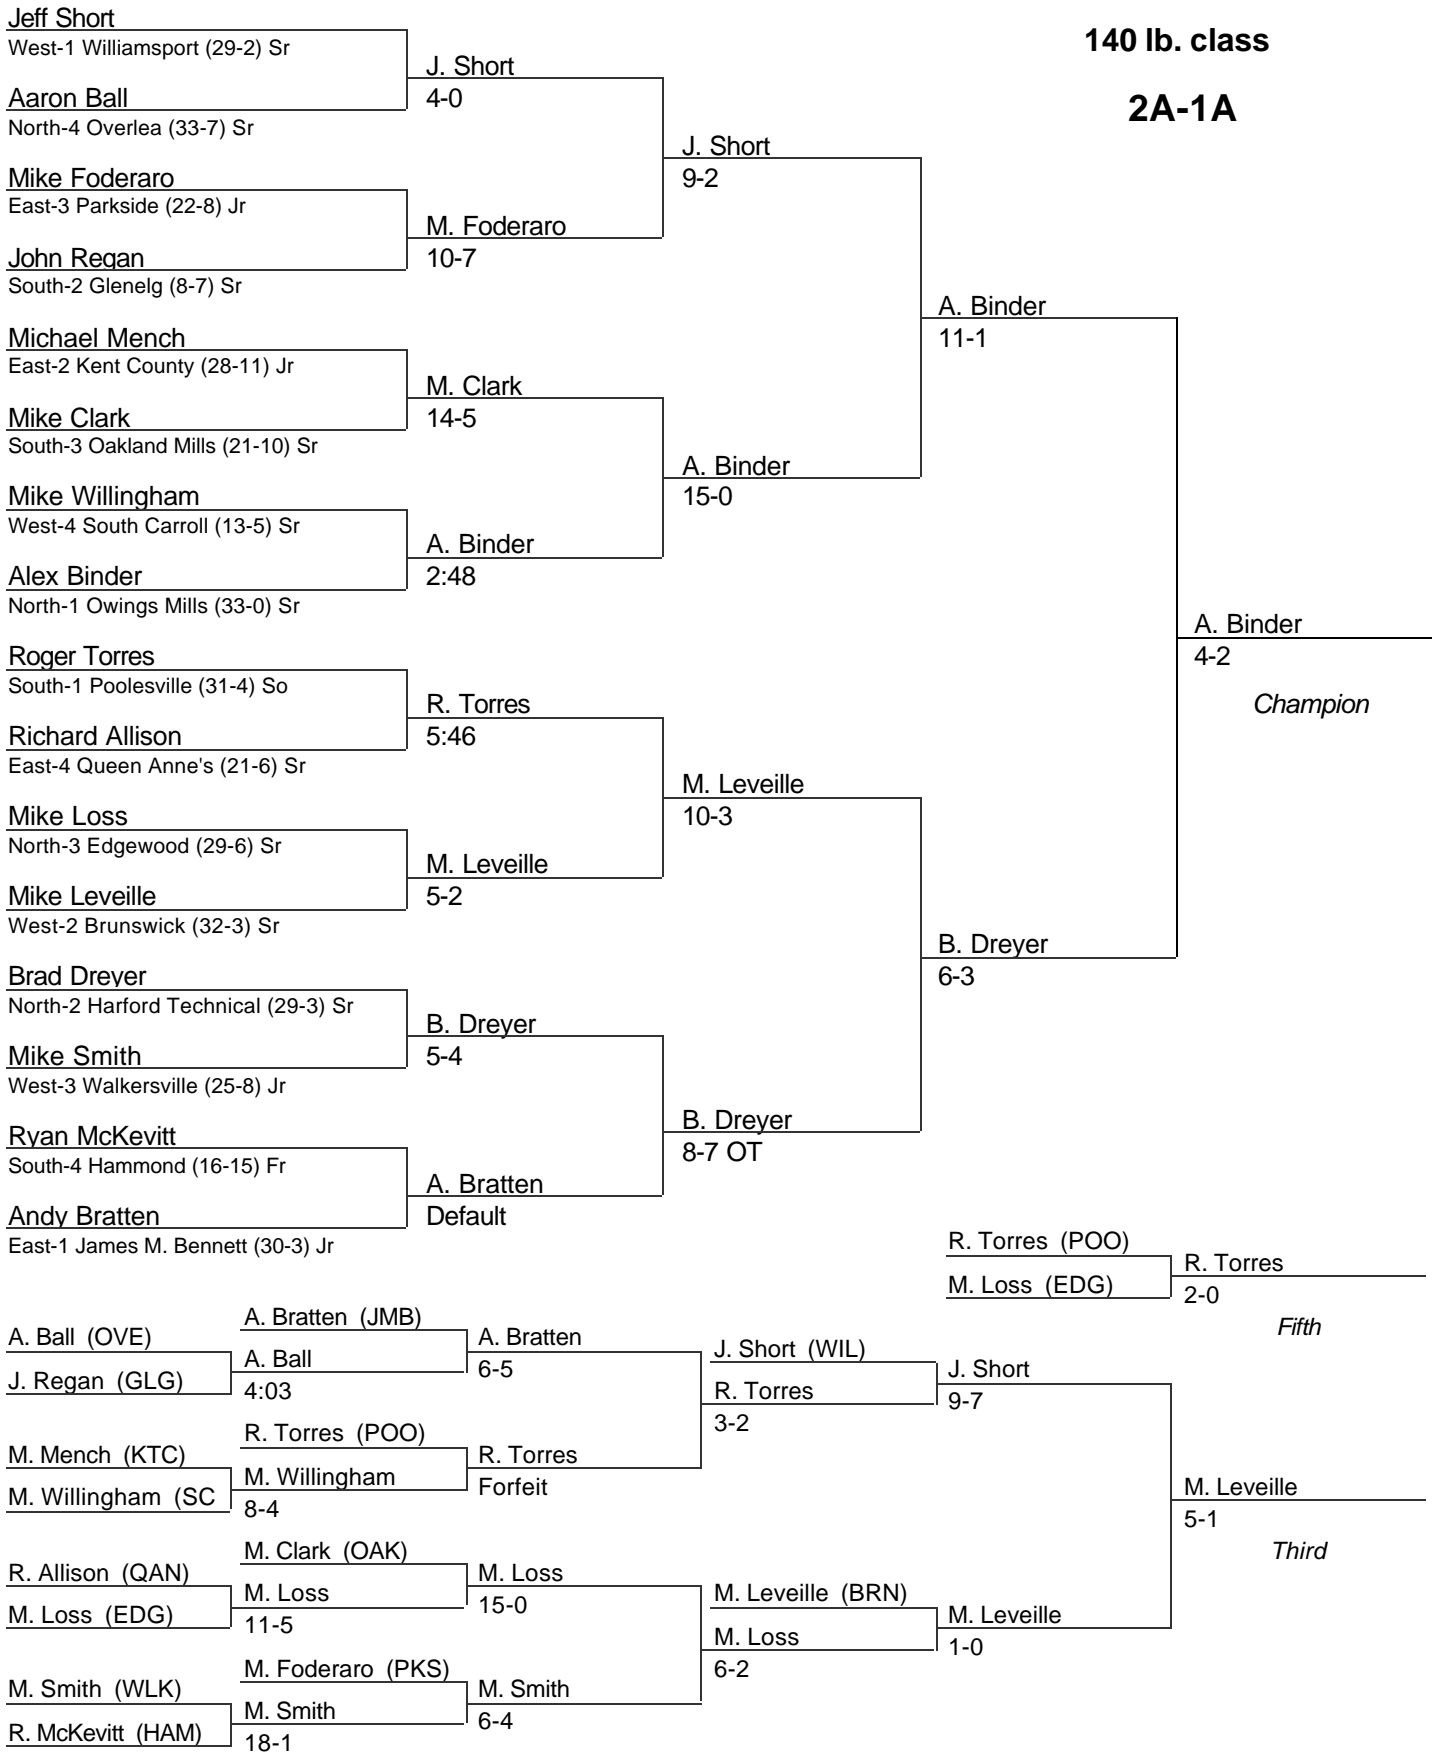 140 lb. class
2A-1A
Jeff Short
West-1 Williamsport (29-2) Sr
J. Short
4-0
Aaron Ball
North-4 Overlea (33-7) Sr
J. Short
9-2
Mike Foderaro
East-3 Parkside (22-8) Jr
M. Foderaro
10-7
John Regan
South-2 Glenelg (8-7) Sr
A. Binder
11-1
Michael Mench
East-2 Kent County (28-11) Jr
M. Clark
14-5
Mike Clark
South-3 Oakland Mills (21-10) Sr
A. Binder
15-0
Mike Willingham
West-4 South Carroll (13-5) Sr
A. Binder
2:48
Alex Binder
North-1 Owings Mills (33-0) Sr
A. Binder
4-2
Champion
Roger Torres
South-1 Poolesville (31-4) So
R. Torres
5:46
Richard Allison
East-4 Queen Anne's (21-6) Sr
M. Leveille
10-3
Mike Loss
North-3 Edgewood (29-6) Sr
M. Leveille
5-2
Mike Leveille
West-2 Brunswick (32-3) Sr
B. Dreyer
6-3
Brad Dreyer
North-2 Harford Technical (29-3) Sr
B. Dreyer
5-4
Mike Smith
West-3 Walkersville (25-8) Jr
B. Dreyer
8-7 OT
Ryan McKevitt
South-4 Hammond (16-15) Fr
A. Bratten
Default
Andy Bratten
East-1 James M. Bennett (30-3) Jr
R. Torres (POO)
M. Loss (EDG)
R. Torres
2-0
Fifth
A. Ball (OVE)
J. Regan (GLG)
A. Bratten (JMB)
A. Ball
4:03
A. Bratten
6-5
M. Mench (KTC)
M. Willingham (SC
R. Torres (POO)
M. Willingham
8-4
R. Torres
Forfeit
J. Short (WIL)
R. Torres
3-2
J. Short
9-7
R. Allison (QAN)
M. Loss (EDG)
M. Clark (OAK)
M. Loss
11-5
M. Loss
15-0
M. Smith (WLK)
R. McKevitt (HAM)
M. Foderaro (PKS)
M. Smith
18-1
M. Smith
6-4
M. Leveille (BRN)
M. Loss
6-2
M. Leveille
1-0
M. Leveille
5-1
Third